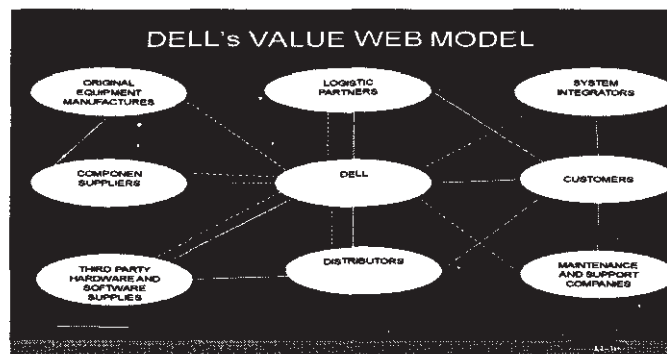 DELL's VALUE WEB MODEL
ORIGINAL
EQUIPMENT
MANUFACTURES
LOGISTIC
PARTNERS
SYSTEM
INTEGRATORS
COMPONEN
SUPPLIERS
DELL
CUSTOMERS
THIRD PARTY
HARDWARE AND
SOFTWARE
SUPPLIES
DISTRIBUTORS
MAINTENANCE
AND SUPPORT
COMPANIES